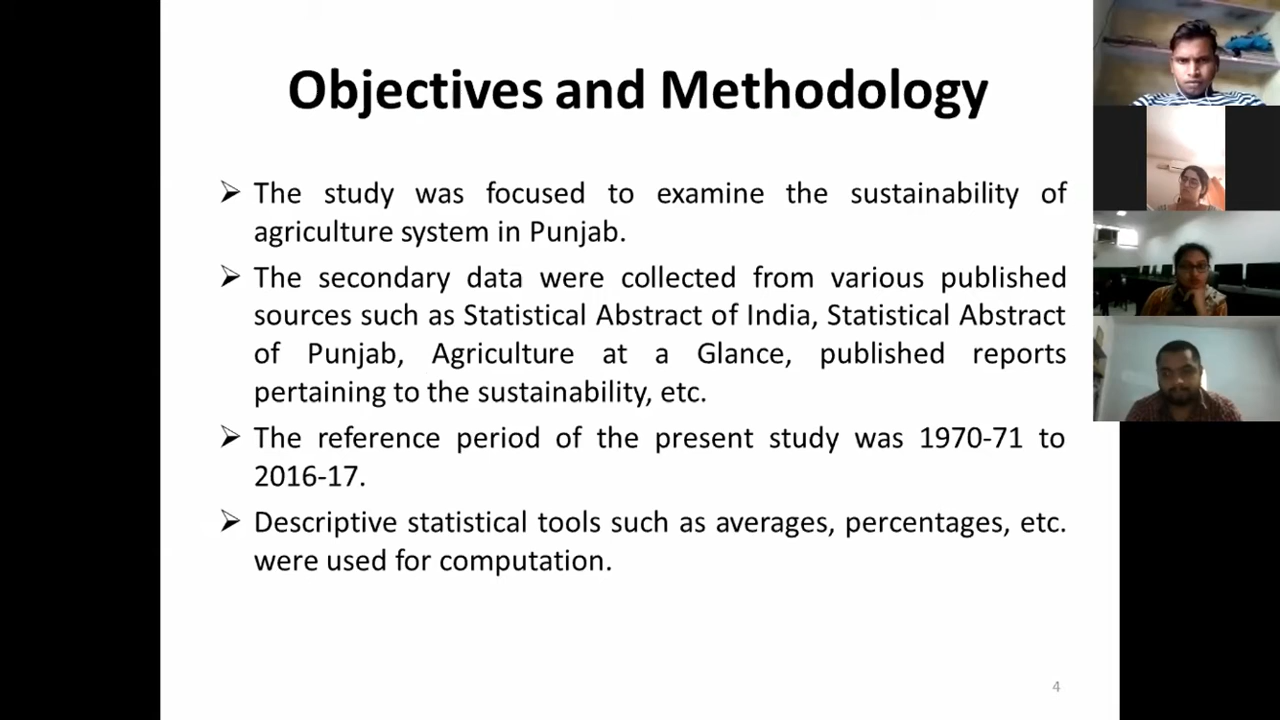 Objectives and Methodology
➢ The study was focused to examine the sustainability of
agriculture system in Punjab.
➢ The secondary data were collected from various published
sources such as Statistical Abstract of India, Statistical Abstract
of Punjab, Agriculture at a Glance, published reports
pertaining to the sustainability, etc.
➢ The reference period of the present study was 1970-71 to
2016-17.
➢ Descriptive statistical tools such as averages, percentages, etc.
were used for computation.
4